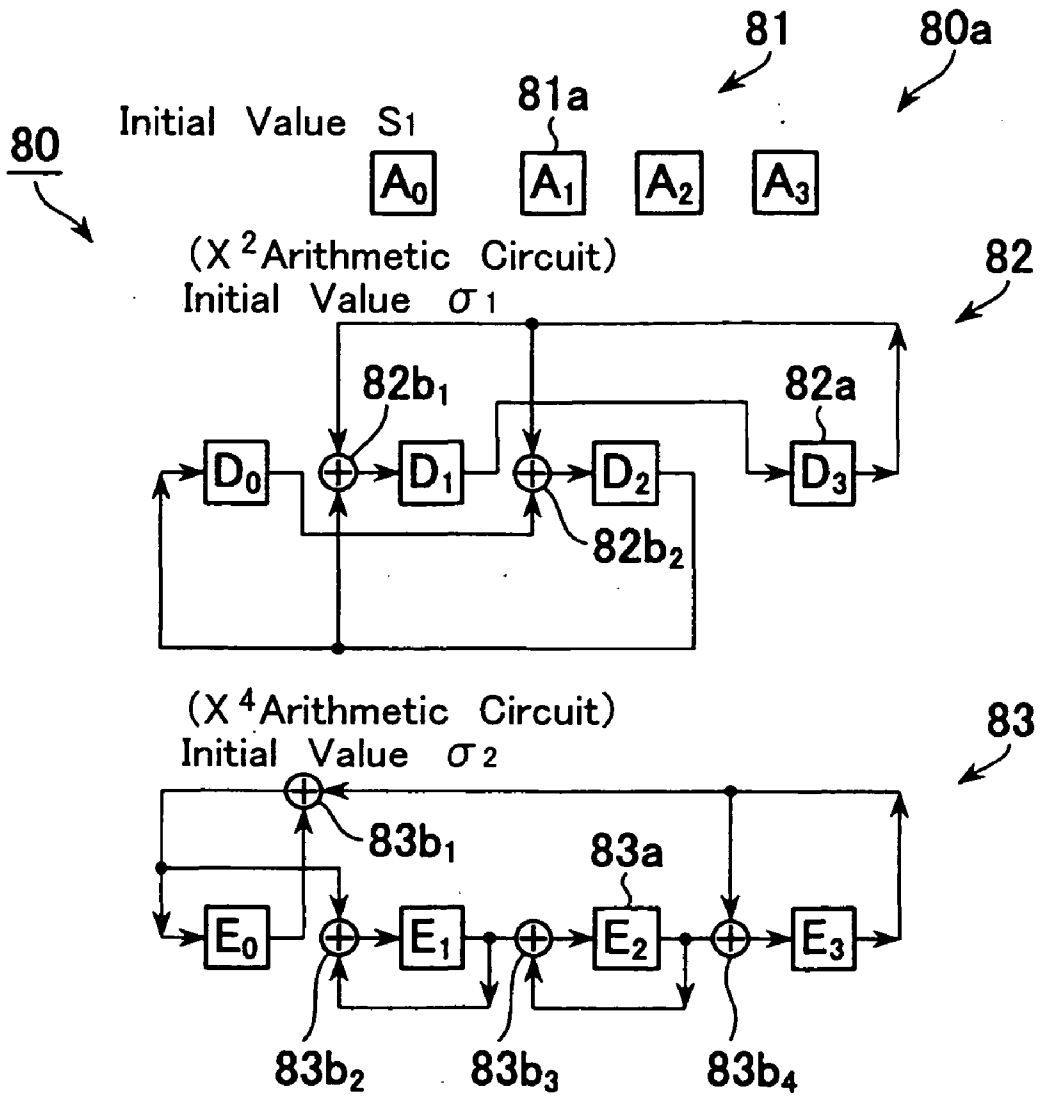 81
80a
81a
Initial Value S1
80
A0 A1 A2 A3
(X2 Arithmetic Circuit)
82
Initial Value σ1
82b1
82a
D0 D1 D2 D3
82b2
(X4 Arithmetic Circuit)
83
Initial Value σ2
83b1
83a
E0 E1 E2 E3
83b2 83b3 83b4